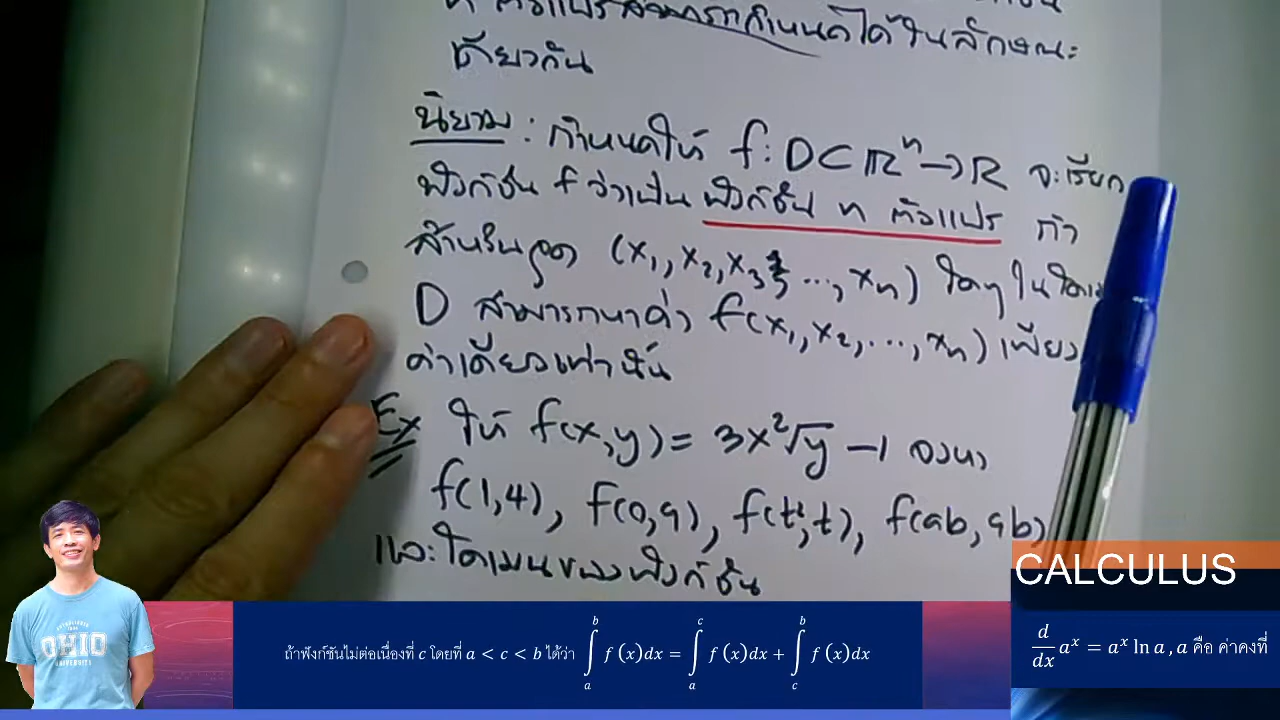 n ตัวแปรสามารถกำหนดได้ในลักษณะ
เดียวกัน
นิยาม : กำหนดให้ f : D ⊂ ℝⁿ → ℝ จะเรียก
ฟังก์ชัน f ว่าเป็น ฟังก์ชัน n ตัวแปร ถ้า
สำหรับจุด (x₁, x₂, x₃, ..., xₙ) ใดๆ ในโดเม
D สามารถหาค่า f(x₁, x₂, ..., xₙ) เพียง
ค่าเดียวเท่านั้น
Ex ให้ f(x,y) = 3x²√y − 1 จงหา
f(1,4), f(0,9), f(t², t), f(ab, 9b)
และโดเมนของฟังก์ชัน
OHIO
UNIVERSITY
CALCULUS
ถ้าฟังก์ชันไม่ต่อเนื่องที่ c โดยที่ a < c < b ได้ว่า ∫ₐᵇ f(x)dx = ∫ₐᶜ f(x)dx + ∫꜀ᵇ f(x)dx
d/dx aˣ = aˣ ln a , a คือ ค่าคงที่